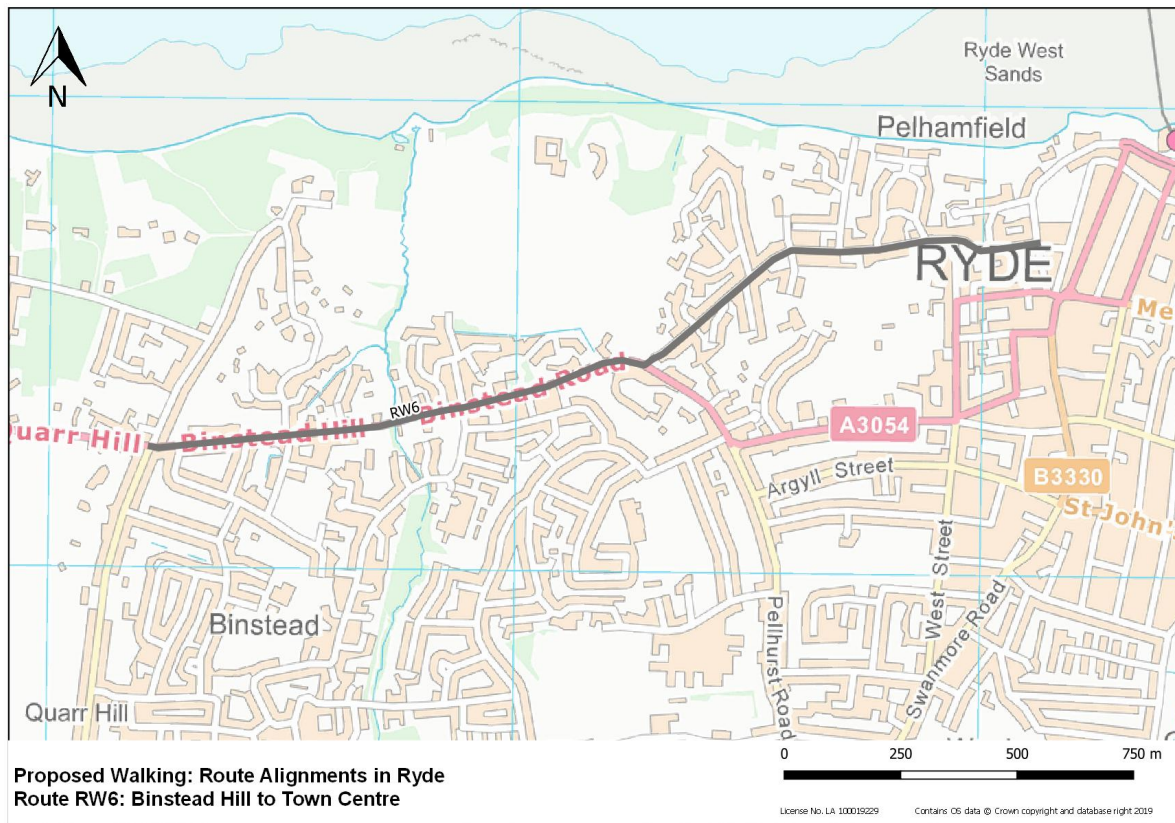 N
Ryde West
Sands
Pelhamfield
RYDE
Me
Quarr Hill
Binstead Hill
RW6
Binstead Road
A3054
Argyll Street
B3330
St John'
West Street
Swanmore Road
Pellhurst Road
Binstead
Quarr Hill
Proposed Walking: Route Alignments in Ryde
Route RW6: Binstead Hill to Town Centre
0 250 500 750 m
License No. LA 100019229 Contains OS data @ Crown copyright and database right 2019